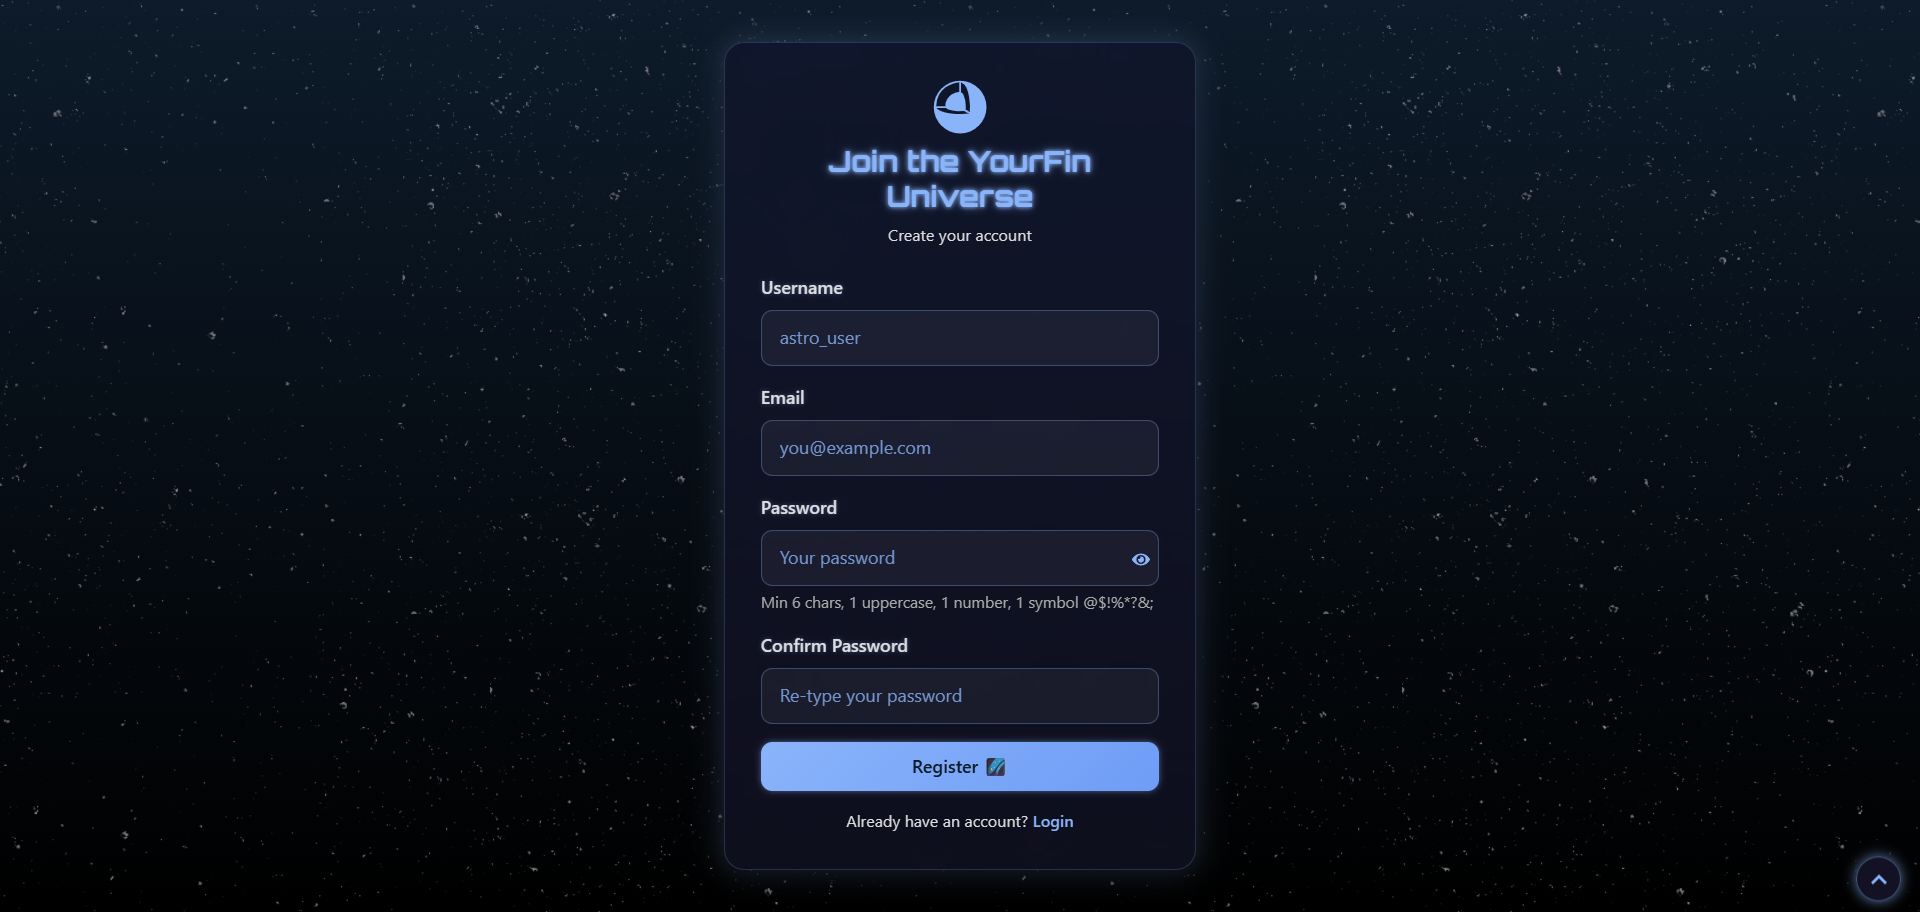 Join the YourFin
Universe
Create your account
Username
astro_user
Email
you@example.com
Password
Your password
Min 6 chars, 1 uppercase, 1 number, 1 symbol @$!%*?&;
Confirm Password
Re-type your password
Register 🌌
Already have an account? Login